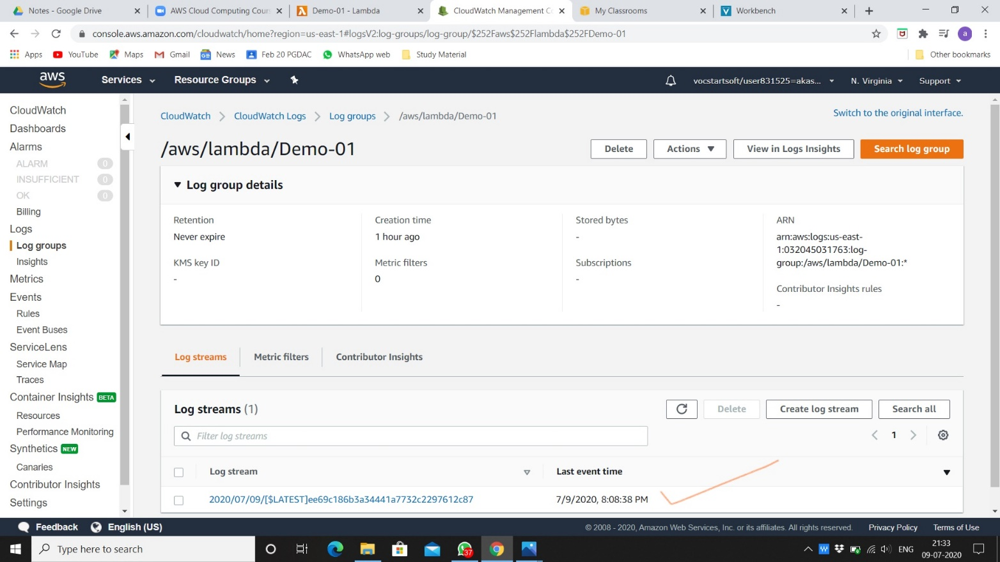 Notes - Google Drive
AWS Cloud Computing Cour
Demo-01 - Lambda
CloudWatch Management C
My Classrooms
Workbench
console.aws.amazon.com/cloudwatch/home?region=us-east-1#logsV2:log-groups/log-group/$252Faws$252Flambda$252FDemo-01
a
Apps
YouTube
Maps
Gmail
News
Feb 20 PGDAC
WhatsApp web
Study Material
Other bookmarks
aws
Services
Resource Groups
vocstartsoft/user831525=akas...
N. Virginia
Support
CloudWatch
Dashboards
Alarms
ALARM 0
INSUFFICIENT 0
OK 0
Billing
Logs
Log groups
Insights
Metrics
Events
Rules
Event Buses
ServiceLens
Service Map
Traces
Container Insights BETA
Resources
Performance Monitoring
Synthetics NEW
Canaries
Contributor Insights
Settings
CloudWatch
CloudWatch Logs
Log groups
/aws/lambda/Demo-01
Switch to the original interface.
/aws/lambda/Demo-01
Delete
Actions
View in Logs Insights
Search log group
Log group details
Retention
Never expire
KMS key ID
-
Creation time
1 hour ago
Metric filters
0
Stored bytes
-
Subscriptions
-
ARN
arn:aws:logs:us-east-
1:032045031763:log-
group:/aws/lambda/Demo-01:*
Contributor Insights rules
-
Log streams
Metric filters
Contributor Insights
Log streams (1)
Delete
Create log stream
Search all
Filter log streams
1
Log stream
Last event time
2020/07/09/[$LATEST]ee69c186b3a34441a7732c2297612c87
7/9/2020, 8:08:38 PM
Feedback
English (US)
© 2008 - 2020, Amazon Web Services, Inc. or its affiliates. All rights reserved.
Privacy Policy
Terms of Use
Type here to search
37
ENG
21:33
09-07-2020